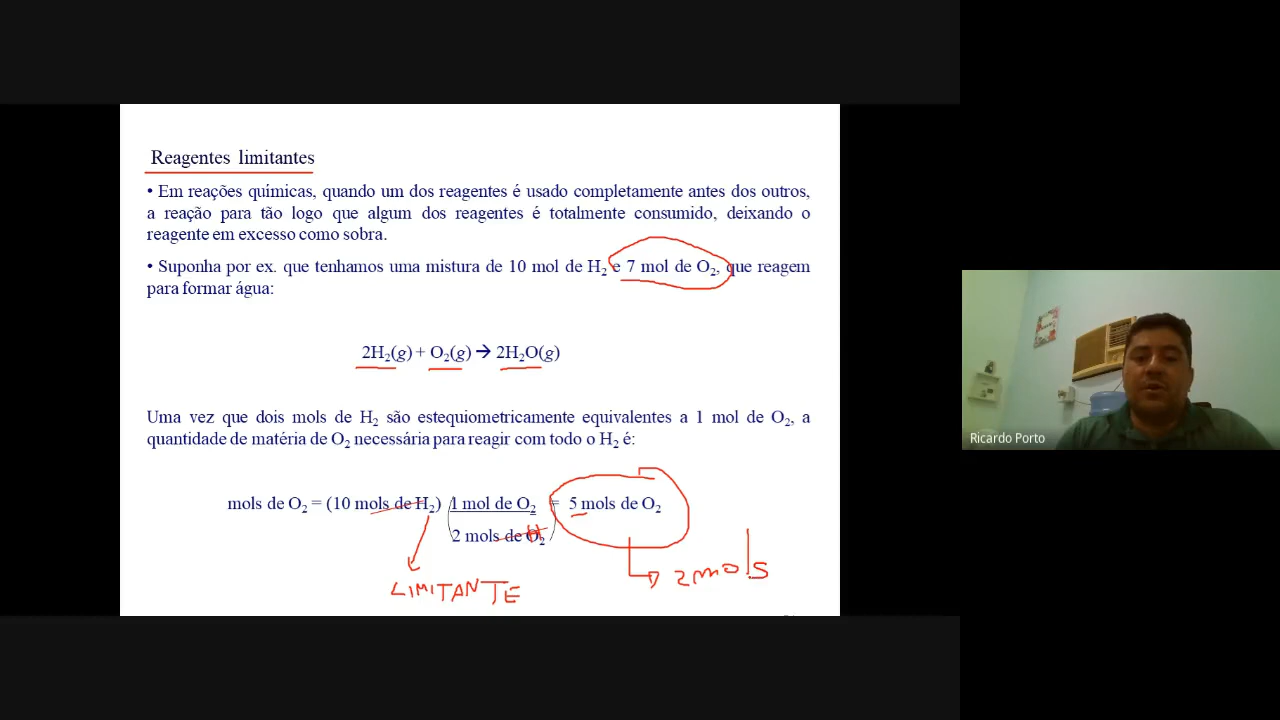 Reagentes limitantes
• Em reações químicas, quando um dos reagentes é usado completamente antes dos outros,
a reação para tão logo que algum dos reagentes é totalmente consumido, deixando o
reagente em excesso como sobra.
• Suponha por ex. que tenhamos uma mistura de 10 mol de H₂ e 7 mol de O₂, que reagem
para formar água:
2H₂(g) + O₂(g) → 2H₂O(g)
Uma vez que dois mols de H₂ são estequiometricamente equivalentes a 1 mol de O₂, a
quantidade de matéria de O₂ necessária para reagir com todo o H₂ é:
mols de O₂ = (10 mols de H₂) (1 mol de O₂ = 5 mols de O₂
2 mols de H₂)
LIMITANTE
2 mols
Ricardo Porto